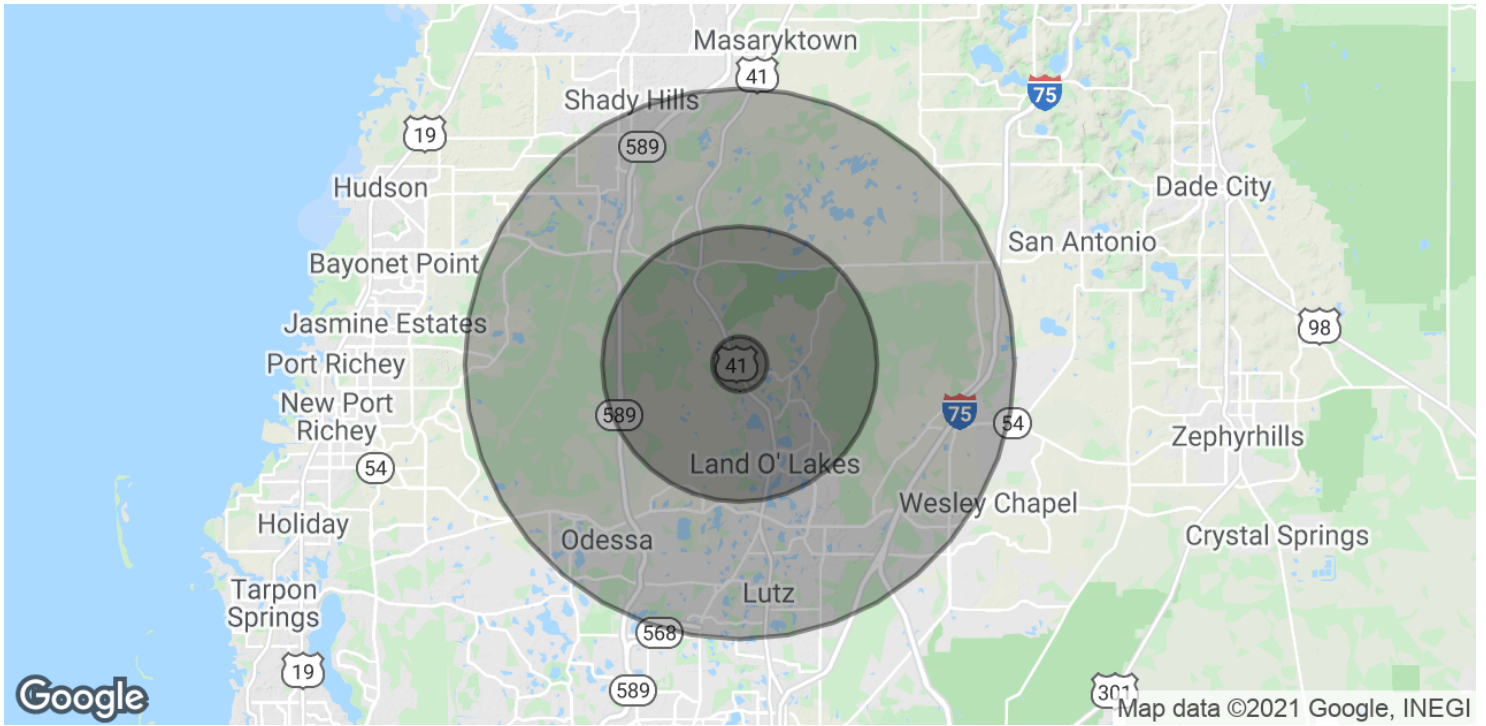 Masaryktown
41
75
Shady Hills
19
589
Hudson
Dade City
San Antonio
Bayonet Point
Jasmine Estates
98
Port Richey
41
New Port
Richey
589
75
54
Zephyrhills
54
Land O' Lakes
Wesley Chapel
Holiday
Odessa
Crystal Springs
Tarpon
Springs
Lutz
568
19
589
301
Google
Map data ©2021 Google, INEGI